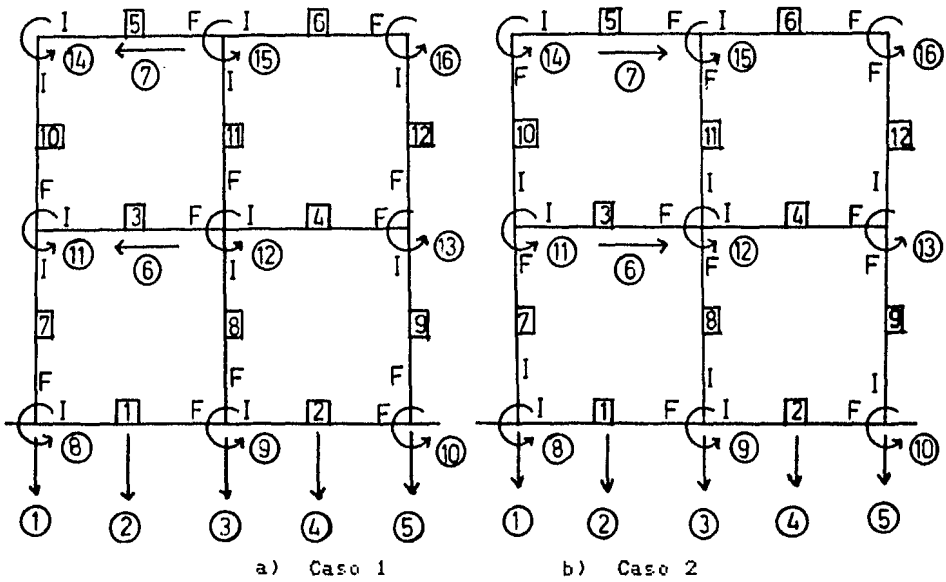 I 5 F I 6 F I 5 F I 6 F
14 7 15 16 14 7 15 16
I I I F F F
10 11 12 10 11 12
F F F I I I
I 3 F I 4 F I 3 F I 4 F
11 6 12 13 11 6 12 13
I I I F F F
7 8 9 7 8 9
F F F I I I
I 1 F I 2 F I 1 F I 2 F
8 9 10 8 9 10
1 2 3 4 5 1 2 3 4 5
a) Caso 1 b) Caso 2